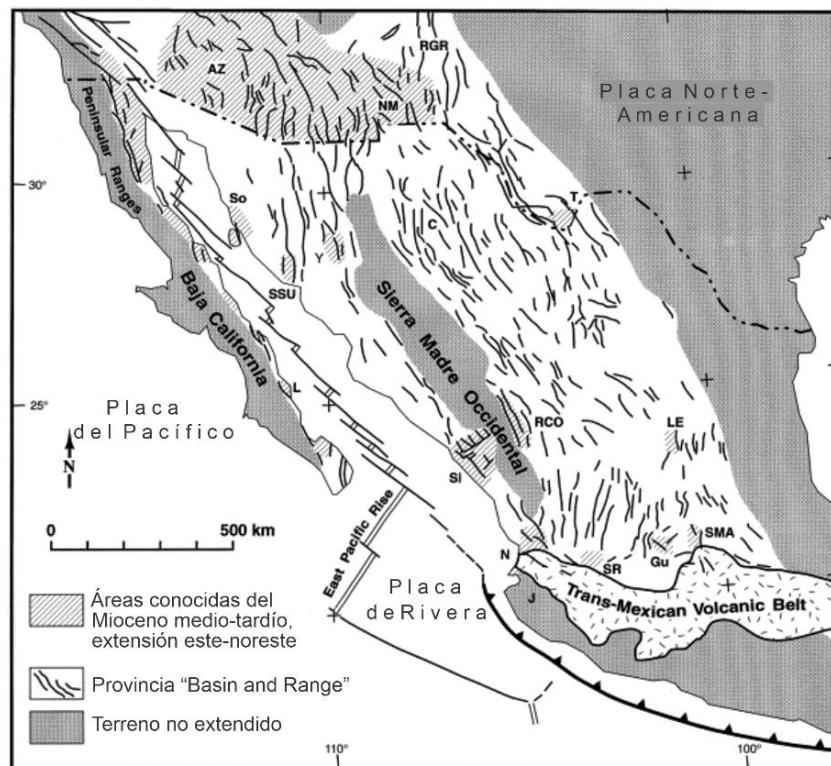 RGR
AZ
NM
Placa Norte-
Americana
Peninsular Ranges
30°
So
T
C
Y
SSU
Baja California
Sierra Madre Occidental
25°
L
Placa
del Pacífico
RCO
LE
N
Si
0 500 km
East Pacific Rise
SMA
N
SR
Gu
Placa
de Rivera
J
Trans-Mexican Volcanic Belt
Áreas conocidas del
Mioceno medio-tardío,
extensión este-noreste
Provincia “Basin and Range”
Terreno no extendido
110°
100°